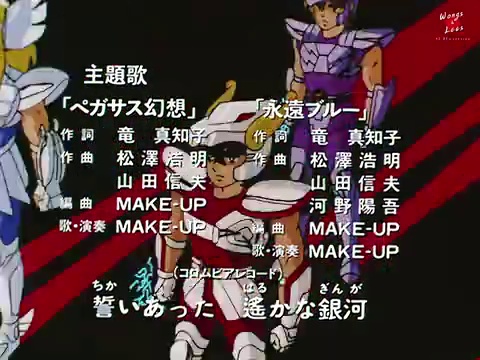 Wongs
Legs
主題歌
「ペガサス幻想」
作詞 竜 真知子
作曲 松澤浩明
山田信夫
編曲 MAKE-UP
歌・演奏 MAKE-UP
「永遠ブルー」
作詞 竜 真知子
作曲 松澤浩明
山田信夫
河野陽吾
編曲 MAKE-UP
歌・演奏 MAKE-UP
(コロムビアレコード)
ちか はる ぎんが
誓いあった 遙かな銀河